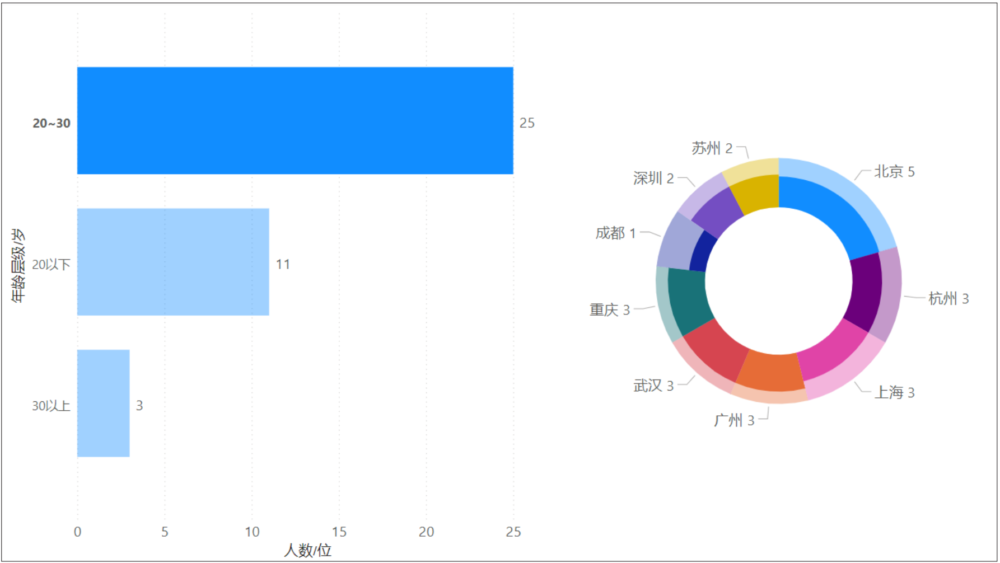 年龄层级/岁
20~30
25
20以下
11
30以上
3
0 5 10 15 20 25
人数/位
苏州 2
北京 5
深圳 2
成都 1
杭州 3
重庆 3
武汉 3
上海 3
广州 3